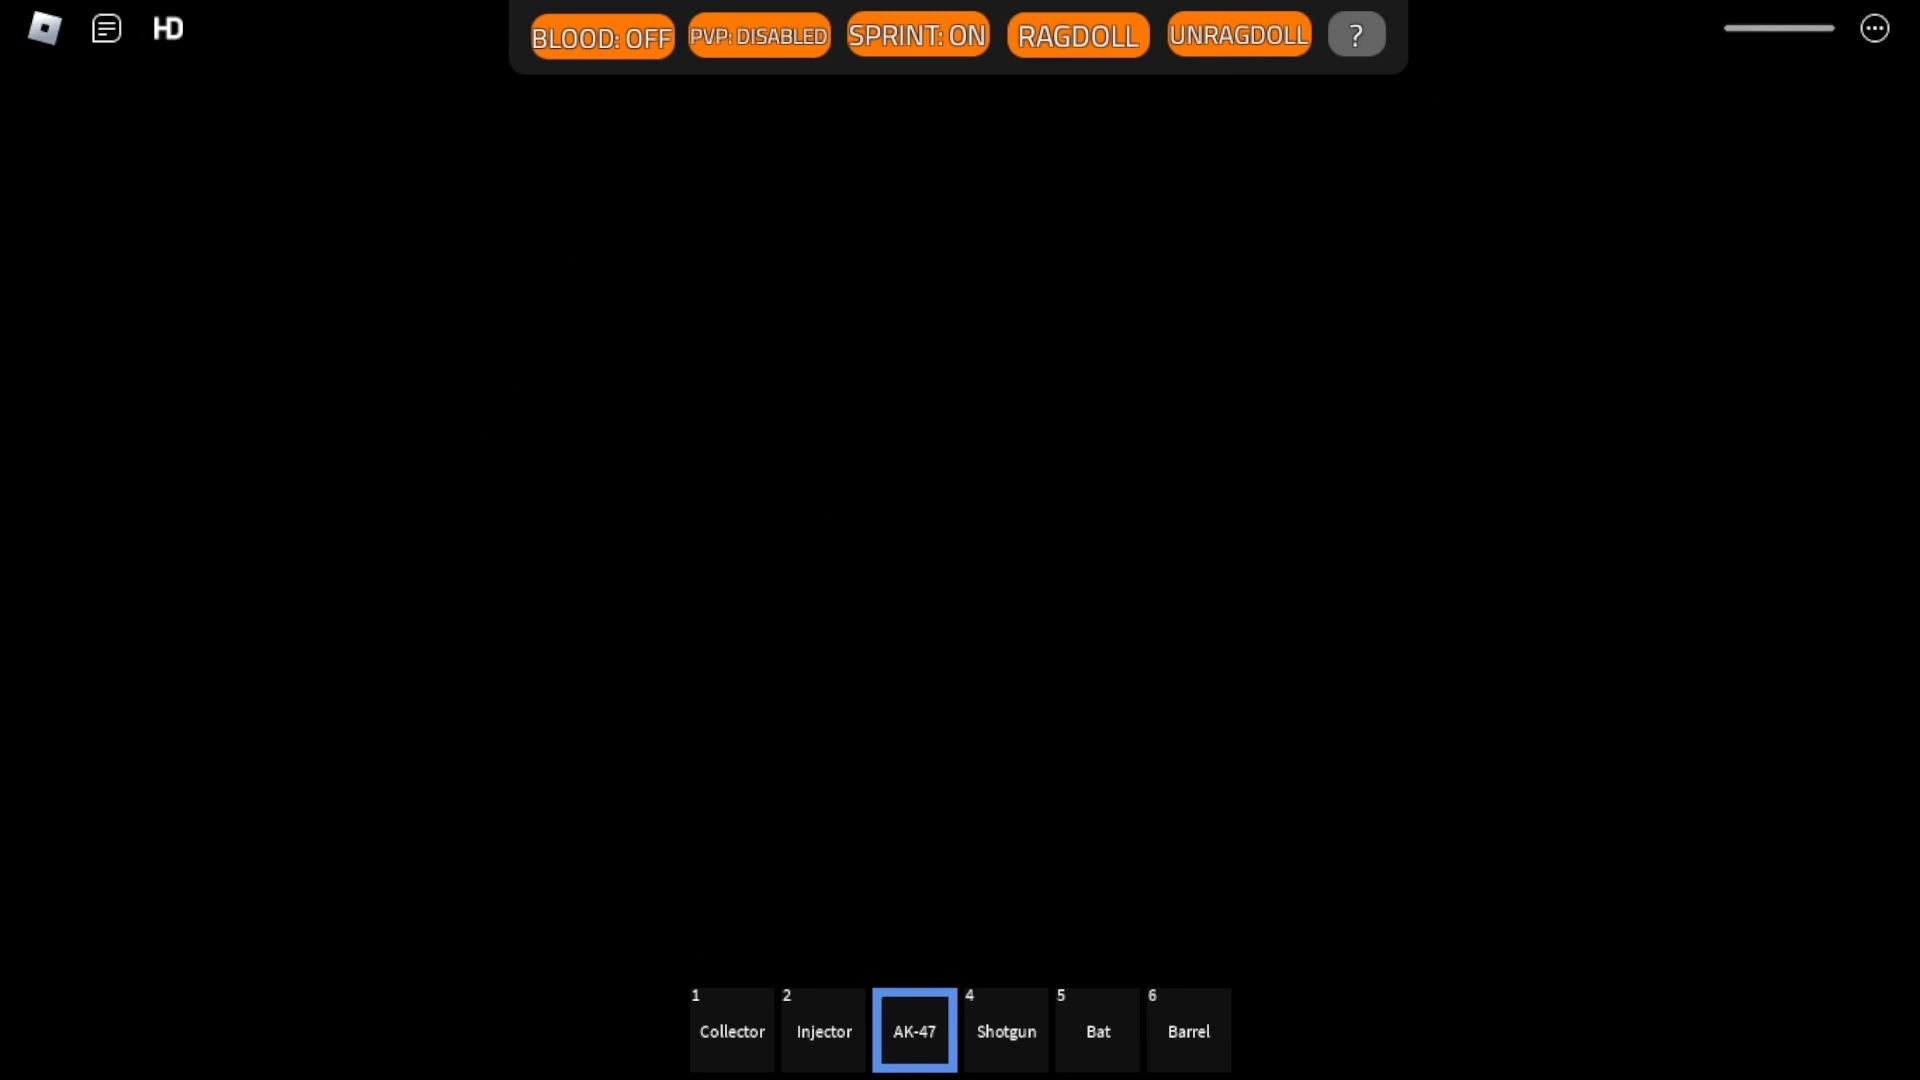 HD
BLOOD: OFF
PVP: DISABLED
SPRINT: ON
RAGDOLL
UNRAGDOLL
?
1
Collector
2
Injector
AK-47
4
Shotgun
5
Bat
6
Barrel